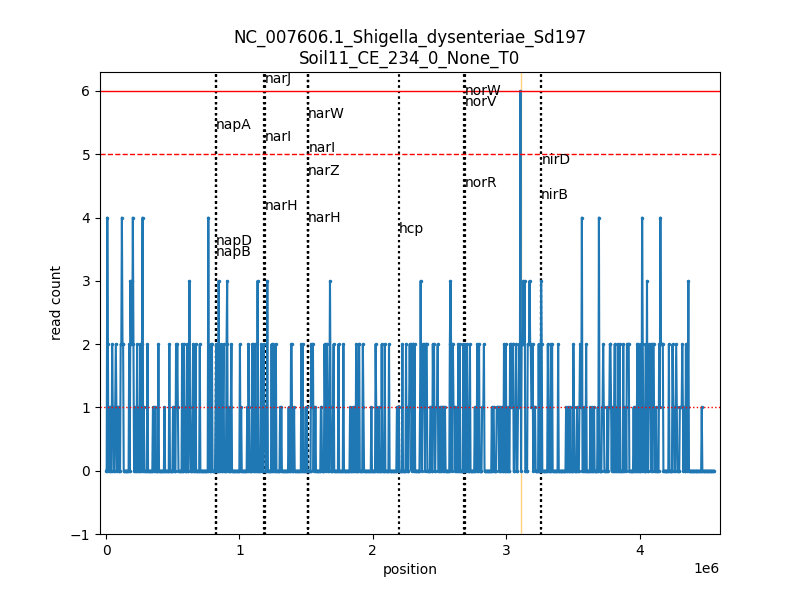 NC_007606.1_Shigella_dysenteriae_Sd197
Soil11_CE_234_0_None_T0
narJ
norW
norV
narW
napA
narI
narI
nirD
narZ
norR
nirB
narH
narH
hcp
napD
napB
read count
6
5
4
3
2
1
0
−1
0
1
2
3
4
1e6
position